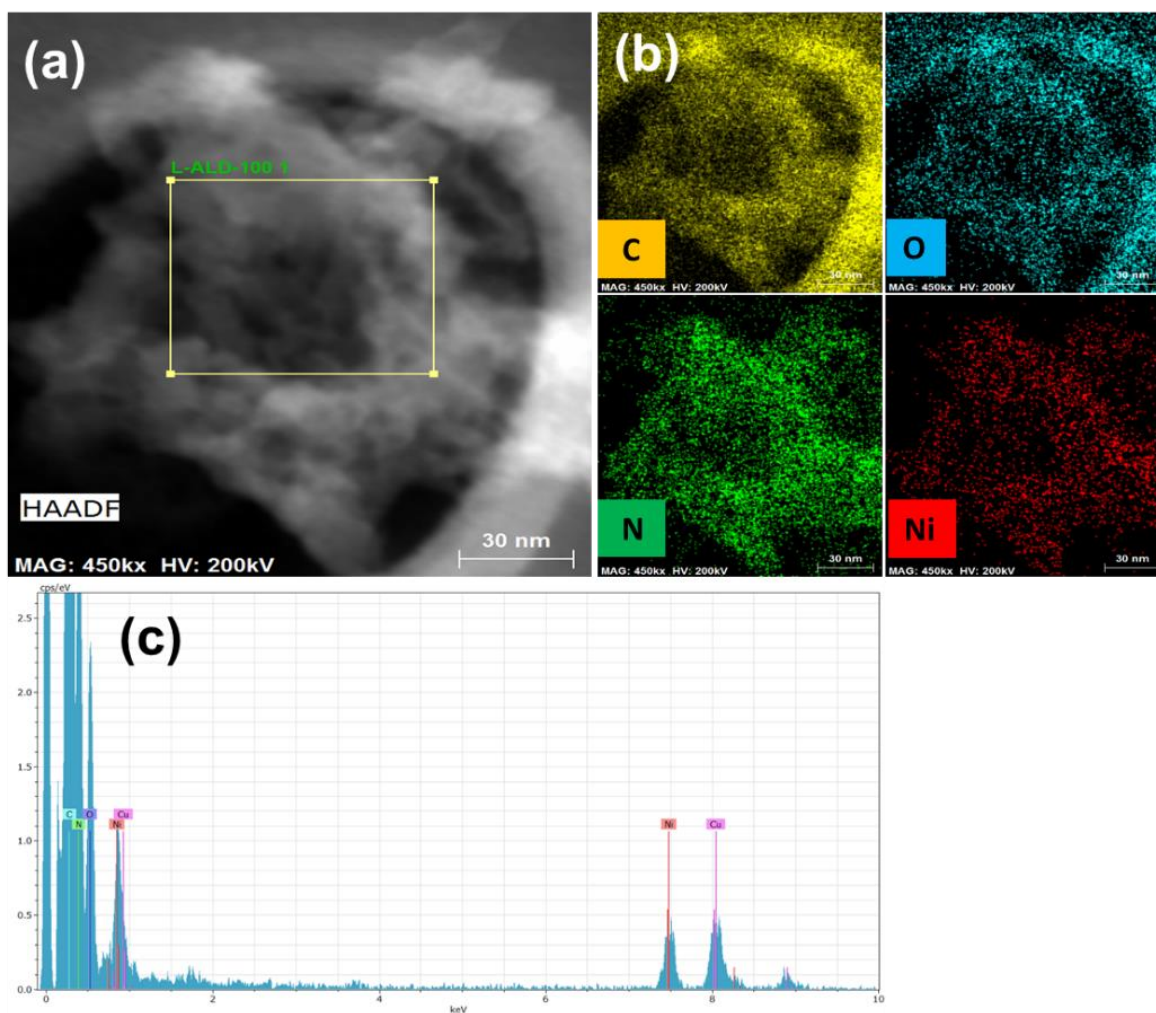 (a)
L-ALD-100 1
HAADF
30 nm
MAG: 450kx HV: 200kV
(b)
C
30 nm
MAG: 450kx HV: 200kV
O
30 nm
MAG: 450kx HV: 200kV
N
30 nm
MAG: 450kx HV: 200kV
Ni
30 nm
MAG: 450kx HV: 200kV
cps/eV
(c)
2.5
2.0
1.5
1.0
0.5
0.0
C O Cu
N Ni Ni Cu
0 2 4 6 8 10
keV